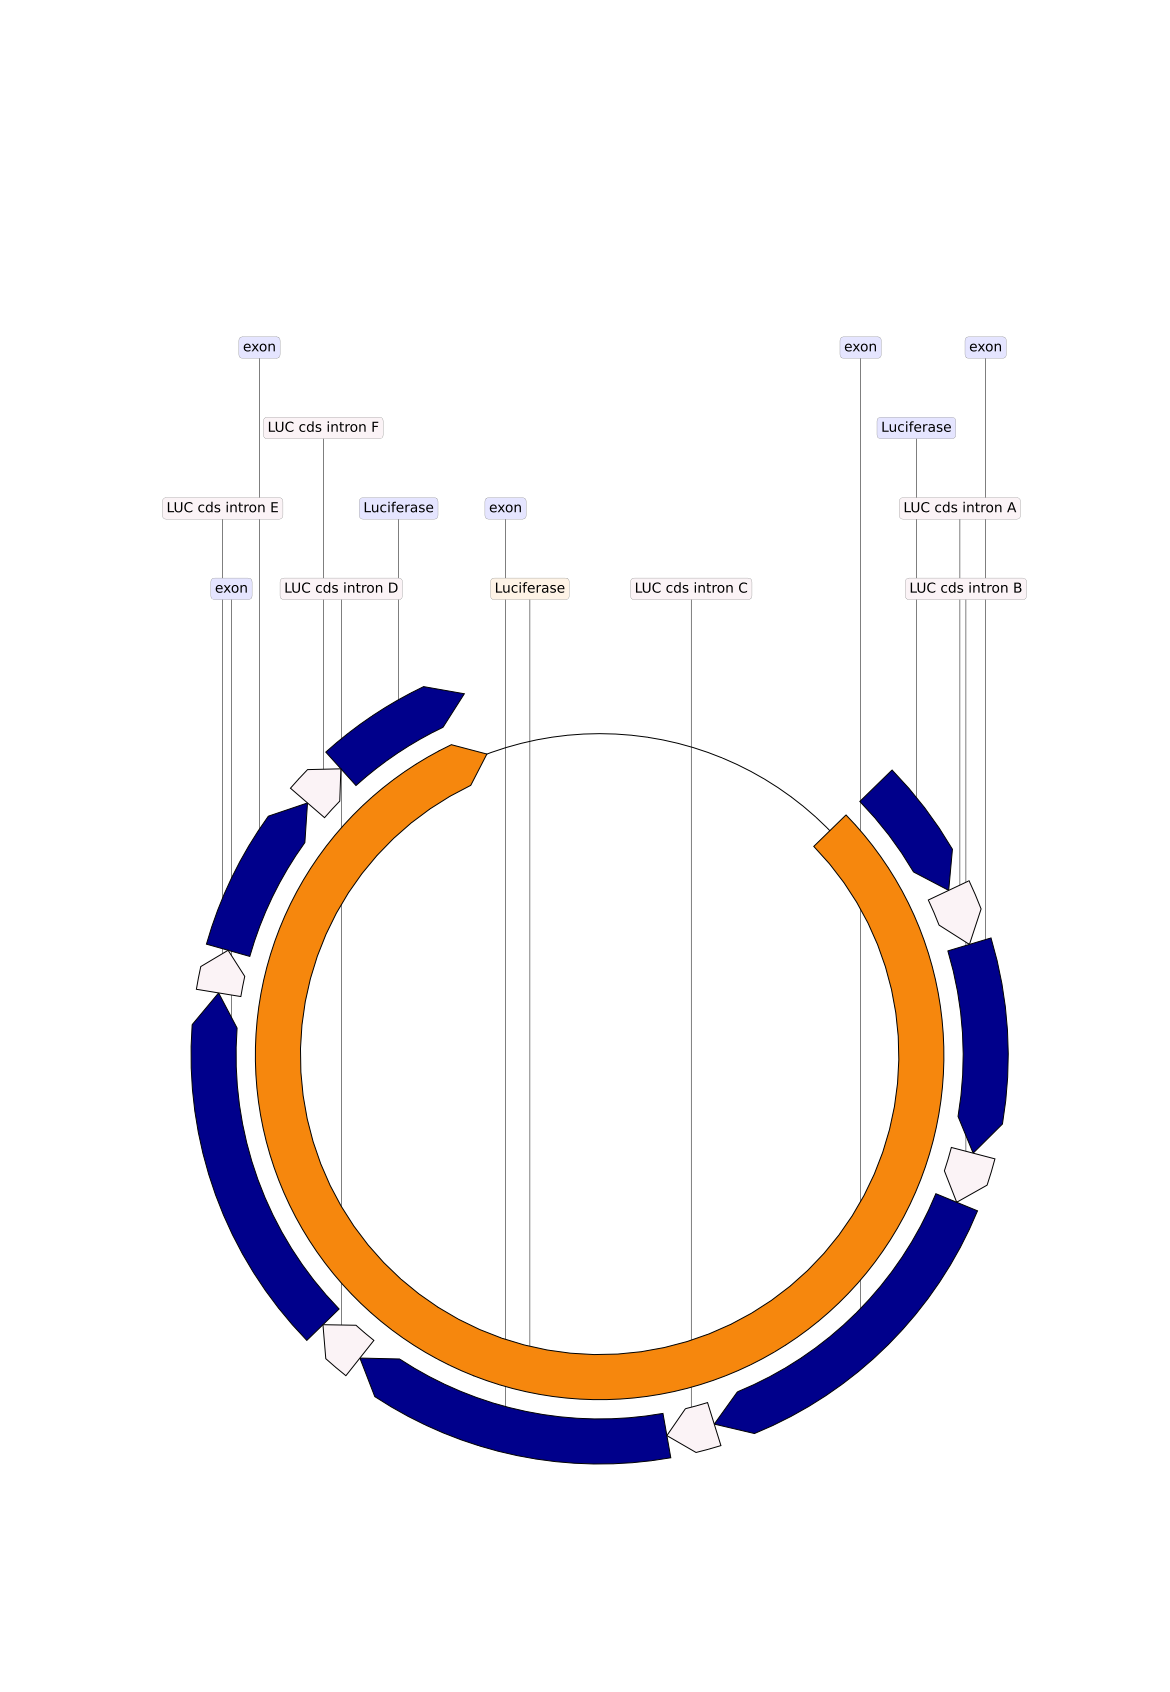 exon
exon
exon
LUC cds intron F
Luciferase
LUC cds intron E
Luciferase
exon
LUC cds intron A
exon
LUC cds intron D
Luciferase
LUC cds intron C
LUC cds intron B